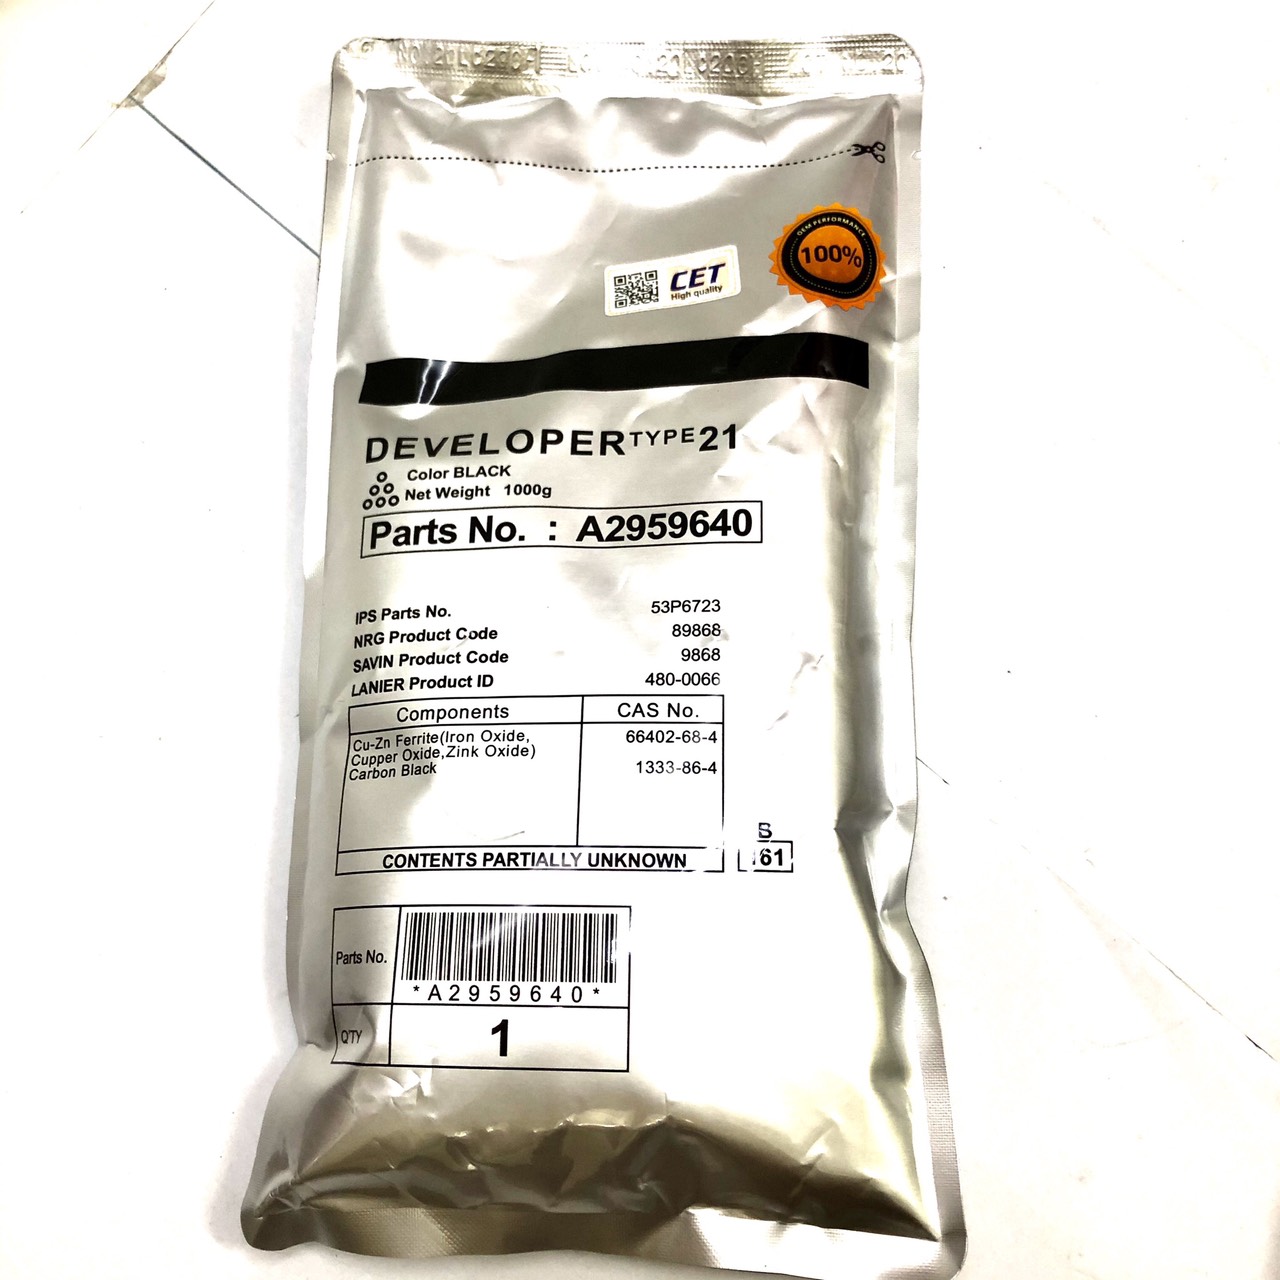 OEM PERFORMANCE
100%
CET
High quality
DEVELOPER TYPE 21
Color BLACK
Net Weight 1000g
Parts No. : A2959640
IPS Parts No. 53P6723
NRG Product Code 89868
SAVIN Product Code 9868
LANIER Product ID 480-0066
Components CAS No.
Cu-Zn Ferrite(Iron Oxide, 66402-68-4
Cupper Oxide,Zink Oxide)
Carbon Black 1333-86-4
CONTENTS PARTIALLY UNKNOWN
B
Parts No.
*A2959640*
Q'TY 1